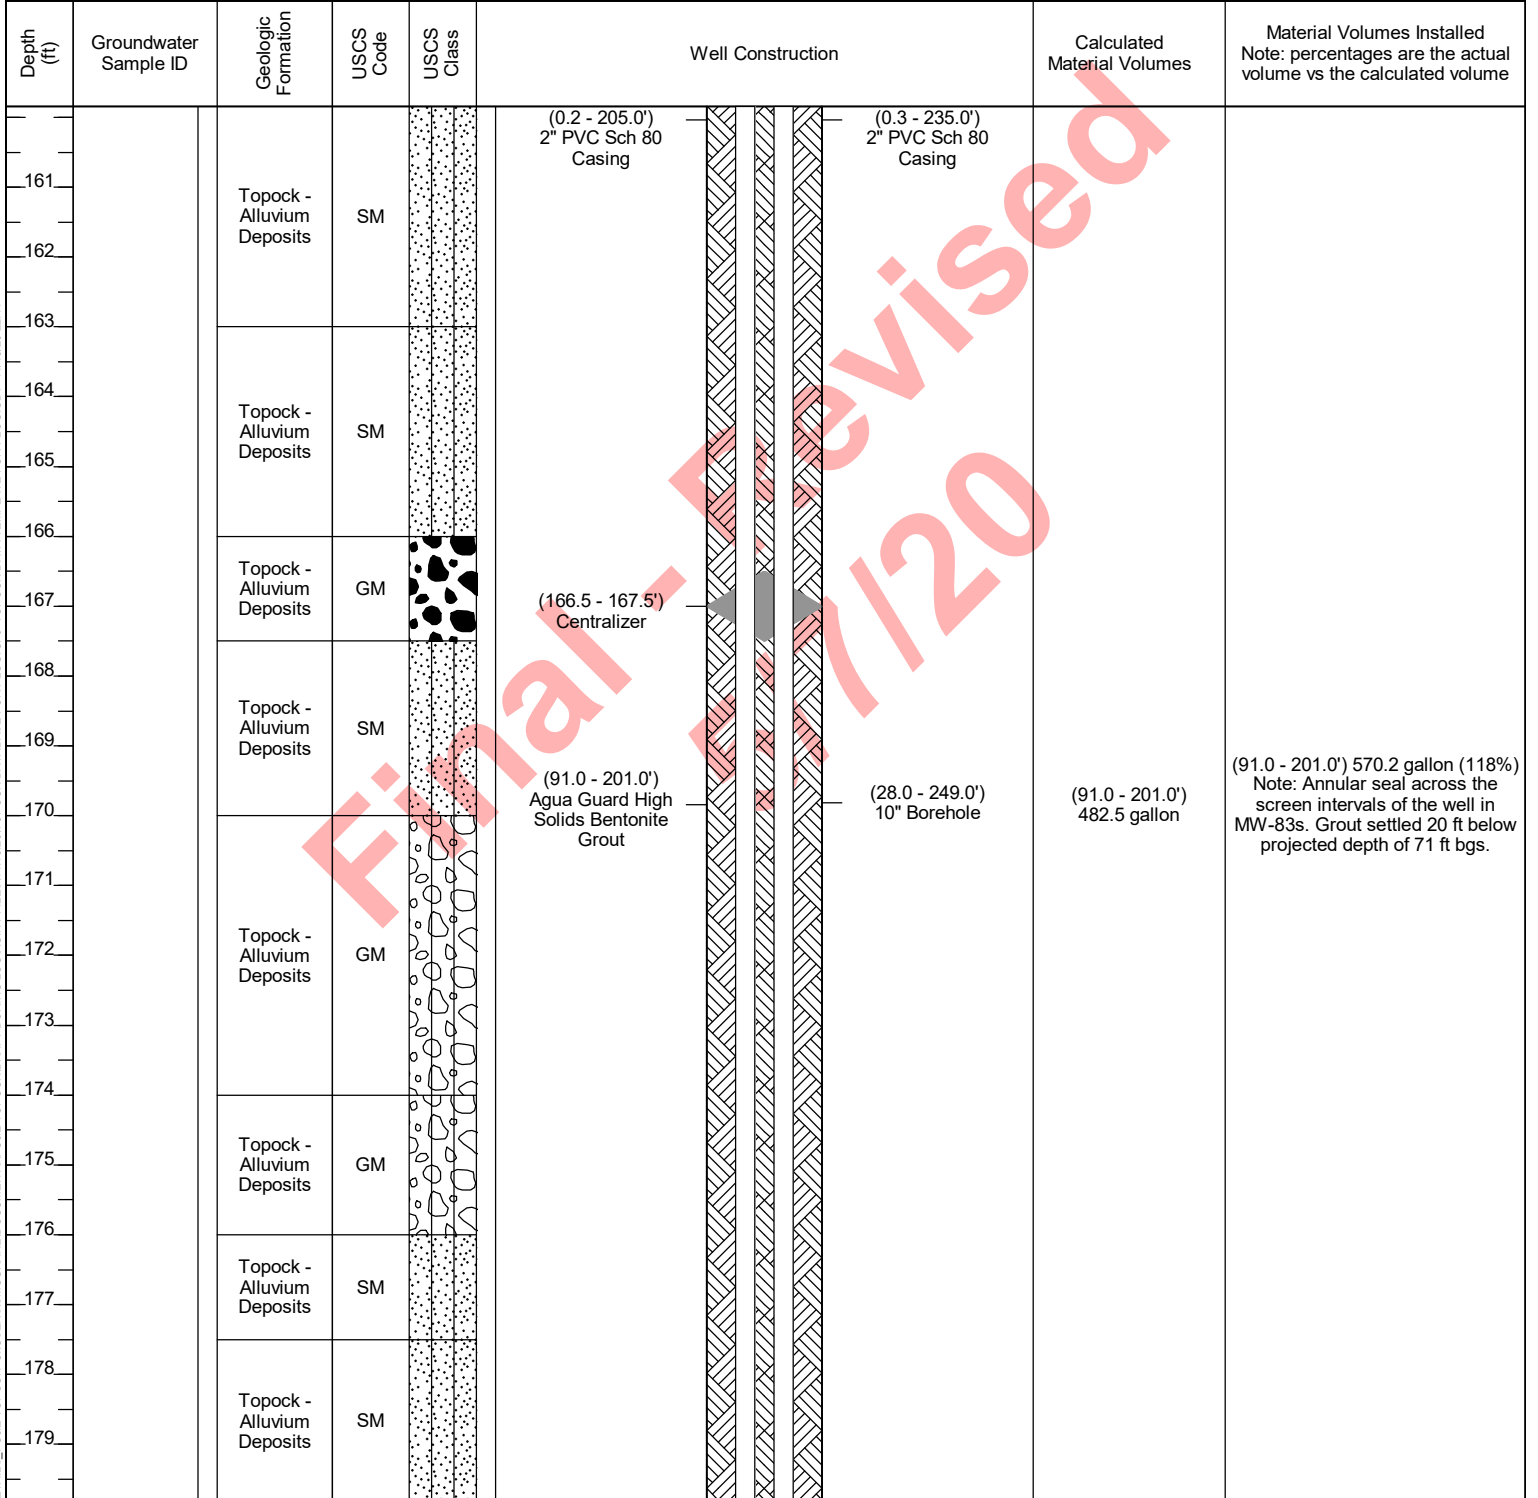 Depth
(ft)
Groundwater
Sample ID
Geologic
Formation
USCS
Code
USCS
Class
Well Construction
Calculated
Material Volumes
Material Volumes Installed
Note: percentages are the actual
volume vs the calculated volume
(0.2 - 205.0')
2" PVC Sch 80
Casing
(0.3 - 235.0')
2" PVC Sch 80
Casing
161
Topock -
Alluvium
Deposits
SM
162
163
164
Topock -
Alluvium
Deposits
SM
165
166
Topock -
Alluvium
Deposits
GM
167
(166.5 - 167.5')
Centralizer
168
Topock -
Alluvium
Deposits
SM
169
(91.0 - 201.0')
Agua Guard High
Solids Bentonite
Grout
(28.0 - 249.0')
10" Borehole
(91.0 - 201.0')
482.5 gallon
(91.0 - 201.0') 570.2 gallon (118%)
Note: Annular seal across the
screen intervals of the well in
MW-83s. Grout settled 20 ft below
projected depth of 71 ft bgs.
170
171
Topock -
Alluvium
Deposits
GM
172
173
174
Topock -
Alluvium
Deposits
GM
175
176
Topock -
Alluvium
Deposits
SM
177
178
Topock -
Alluvium
Deposits
SM
179
Final - Revised
5/7/20